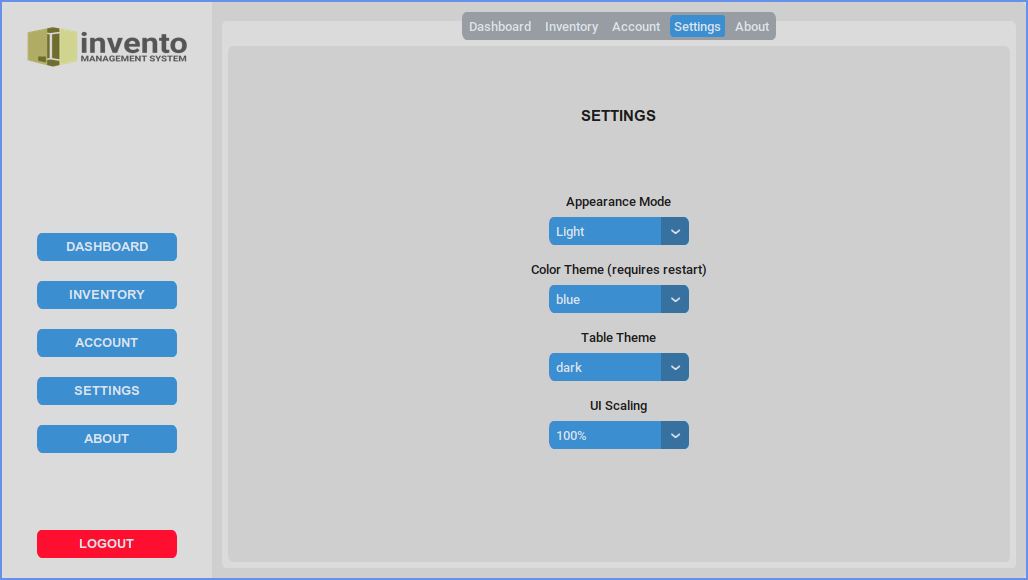 invento
MANAGEMENT SYSTEM
DASHBOARD
INVENTORY
ACCOUNT
SETTINGS
ABOUT
LOGOUT
Dashboard Inventory Account Settings About
SETTINGS
Appearance Mode
Light
Color Theme (requires restart)
blue
Table Theme
dark
UI Scaling
100%